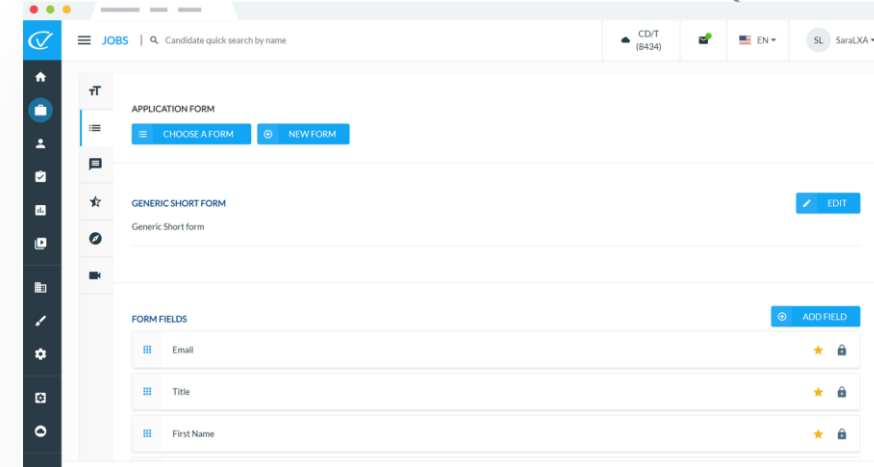 JOBS
Candidate quick search by name
CD/T
(8434)
EN
SL
SaraLXA
APPLICATION FORM
CHOOSE A FORM
NEW FORM
GENERIC SHORT FORM
EDIT
Generic Short form
FORM FIELDS
ADD FIELD
Email
Title
First Name